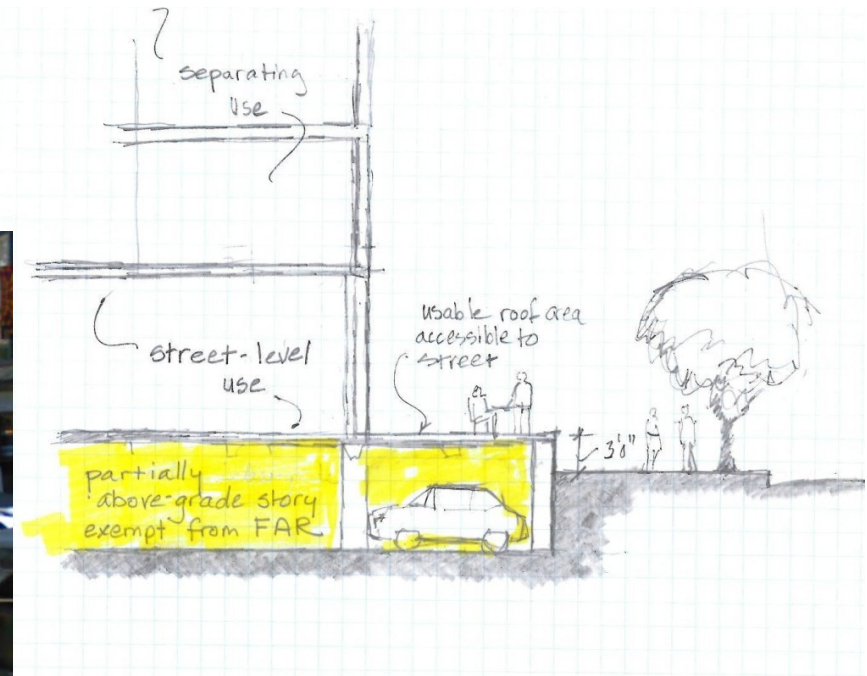 separating
use
usable roof area
accessible to
street
street-level
use
3'0"
partially
above-grade story
exempt from FAR